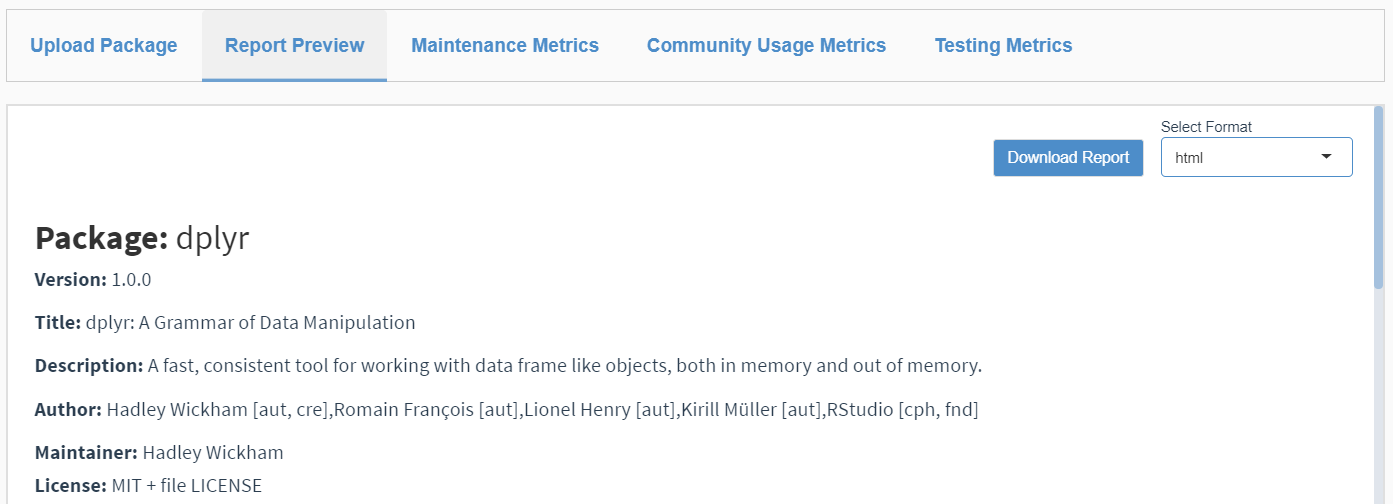 Upload Package Report Preview Maintenance Metrics Community Usage Metrics Testing Metrics
Select Format
Download Report html
Package: dplyr
Version: 1.0.0
Title: dplyr: A Grammar of Data Manipulation
Description: A fast, consistent tool for working with data frame like objects, both in memory and out of memory.
Author: Hadley Wickham [aut, cre],Romain François [aut],Lionel Henry [aut],Kirill Müller [aut],RStudio [cph, fnd]
Maintainer: Hadley Wickham
License: MIT + file LICENSE